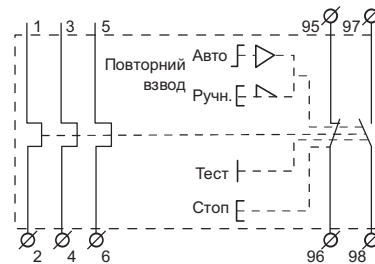 1 3 5 95 97
Повторний Авто
взвод Ручн.
Тест
Стоп
2 4 6 96 98